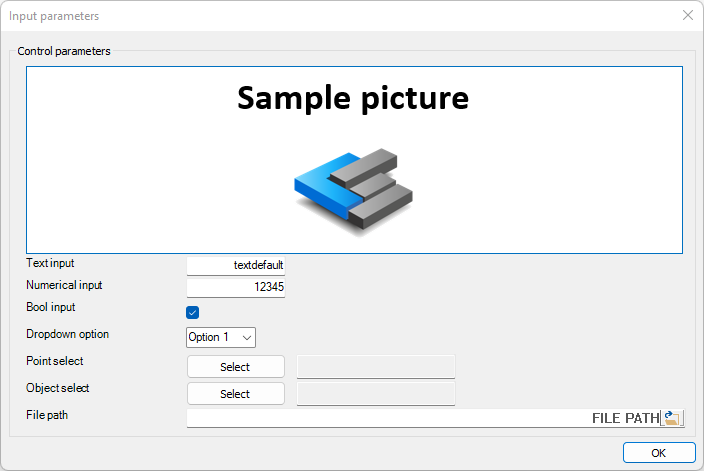 Input parameters
Control parameters
Sample picture
Text input textdefault
Numerical input 12345
Bool input
Dropdown option Option 1
Point select Select
Object select Select
File path FILE PATH
OK